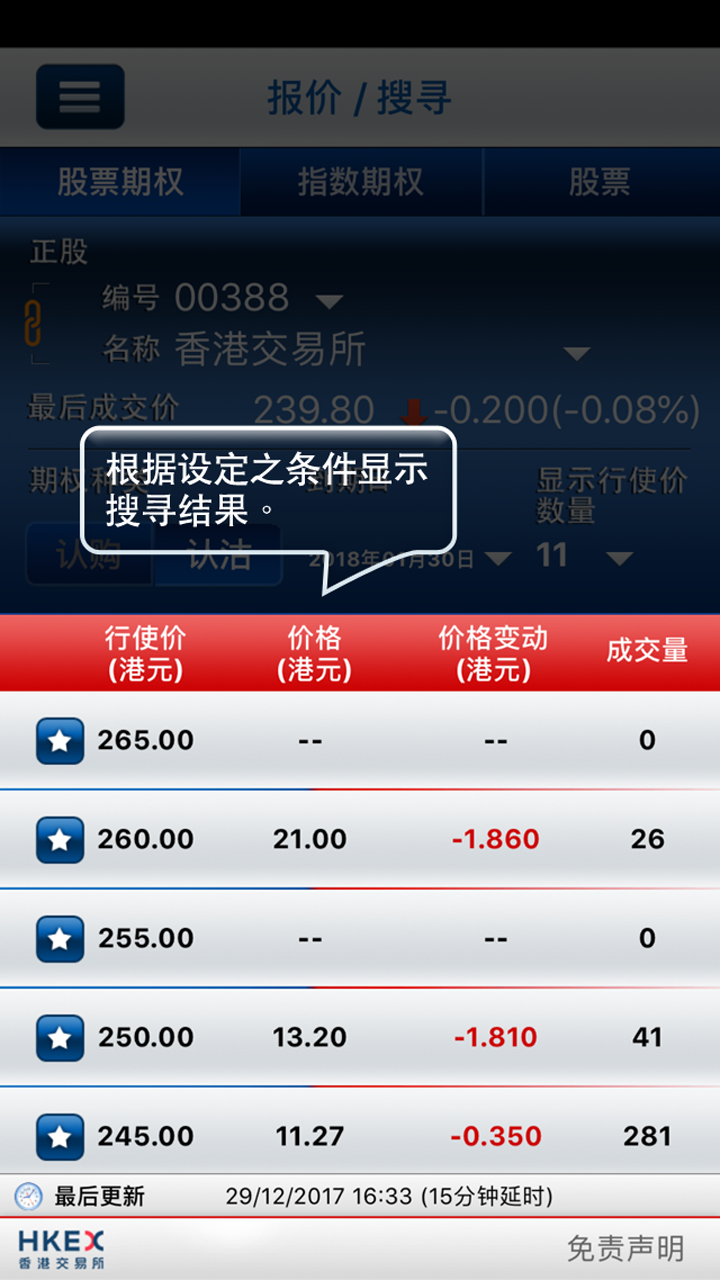 报价 / 搜寻
股票期权 指数期权 股票
正股
编号 00388
名称 香港交易所
最后成交价 239.80 -0.200(-0.08%)
期权种类 到期日 显示行使价
数量
根据设定之条件显示
搜寻结果。
认购 认沽 2018年01月30日 11
行使价 价格 价格变动 成交量
(港元) (港元) (港元)
265.00 -- -- 0
260.00 21.00 -1.860 26
255.00 -- -- 0
250.00 13.20 -1.810 41
245.00 11.27 -0.350 281
最后更新 29/12/2017 16:33 (15分钟延时)
HKEX
香港交易所
免责声明